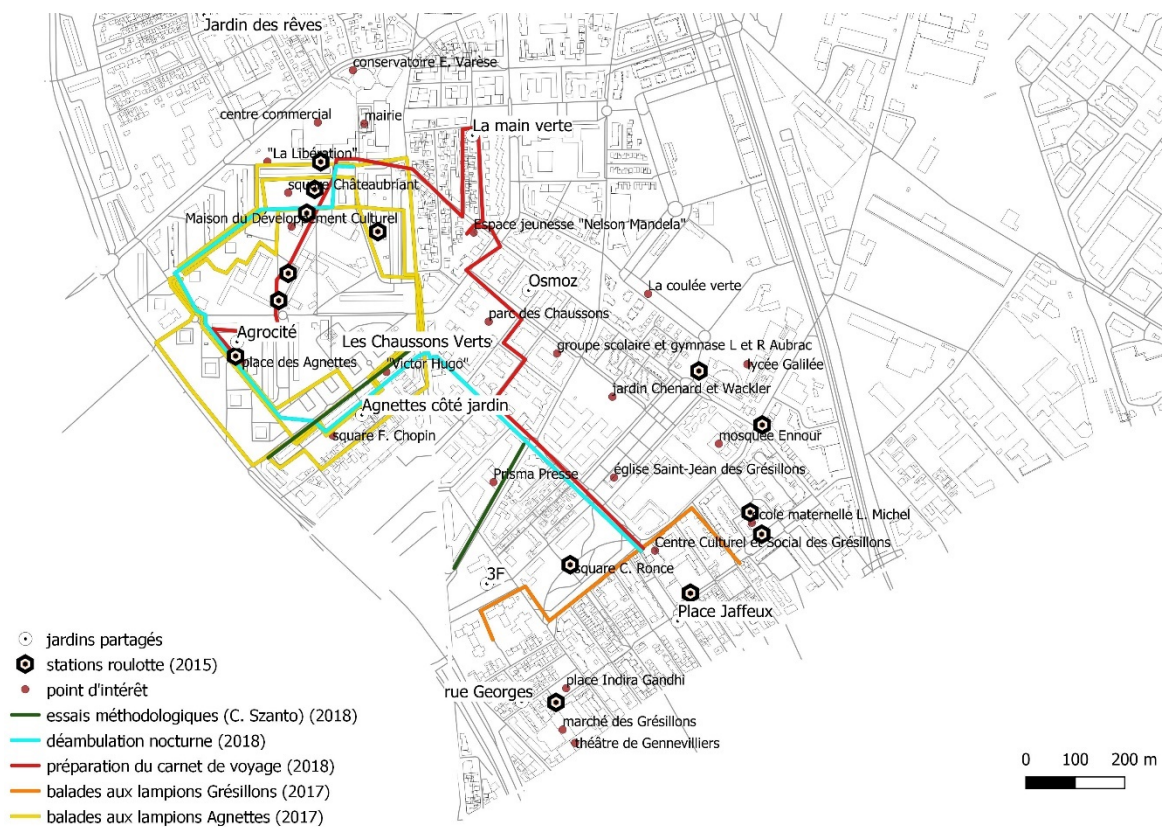 Jardin des rêves
conservatoire E. Varèse
centre commercial
mairie
La main verte
"La Libération"
square Châteaubriant
Maison du Développement Culturel
Espace jeunesse "Nelson Mandela"
Osmoz
La coulée verte
parc des Chaussons
Agrocité
Les Chaussons Verts
groupe scolaire et gymnase L et R Aubrac
place des Agnettes
"Victor Hugo"
lycée Galilée
jardin Chenard et Wackler
Agnettes côté jardin
square F. Chopin
mosquée Ennour
Prisma Presse
église Saint-Jean des Grésillons
école maternelle L. Michel
Centre Culturel et Social des Grésillons
3F
square C. Ronce
Place Jaffeux
rue Georges
place Indira Gandhi
marché des Grésillons
théâtre de Gennevilliers
jardins partagés
stations roulotte (2015)
point d'intérêt
essais méthodologiques (C. Szanto) (2018)
déambulation nocturne (2018)
préparation du carnet de voyage (2018)
balades aux lampions Grésillons (2017)
balades aux lampions Agnettes (2017)
0 100 200 m